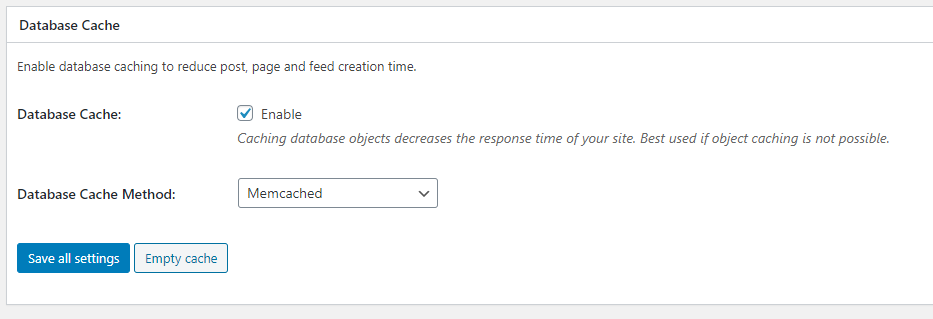 Database Cache
Enable database caching to reduce post, page and feed creation time.
Database Cache: Enable
Caching database objects decreases the response time of your site. Best used if object caching is not possible.
Database Cache Method: Memcached
Save all settings Empty cache